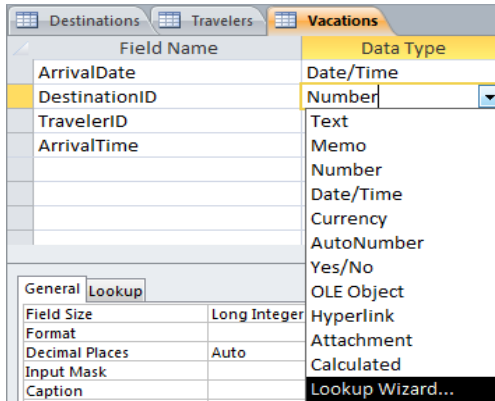 Destinations Travelers Vacations
Field Name Data Type
ArrivalDate Date/Time
DestinationID Number
TravelerID Text
ArrivalTime Memo
Number
Date/Time
Currency
AutoNumber
Yes/No
OLE Object
Hyperlink
Attachment
Calculated
Lookup Wizard...
General Lookup
Field Size Long Integer
Format
Decimal Places Auto
Input Mask
Caption